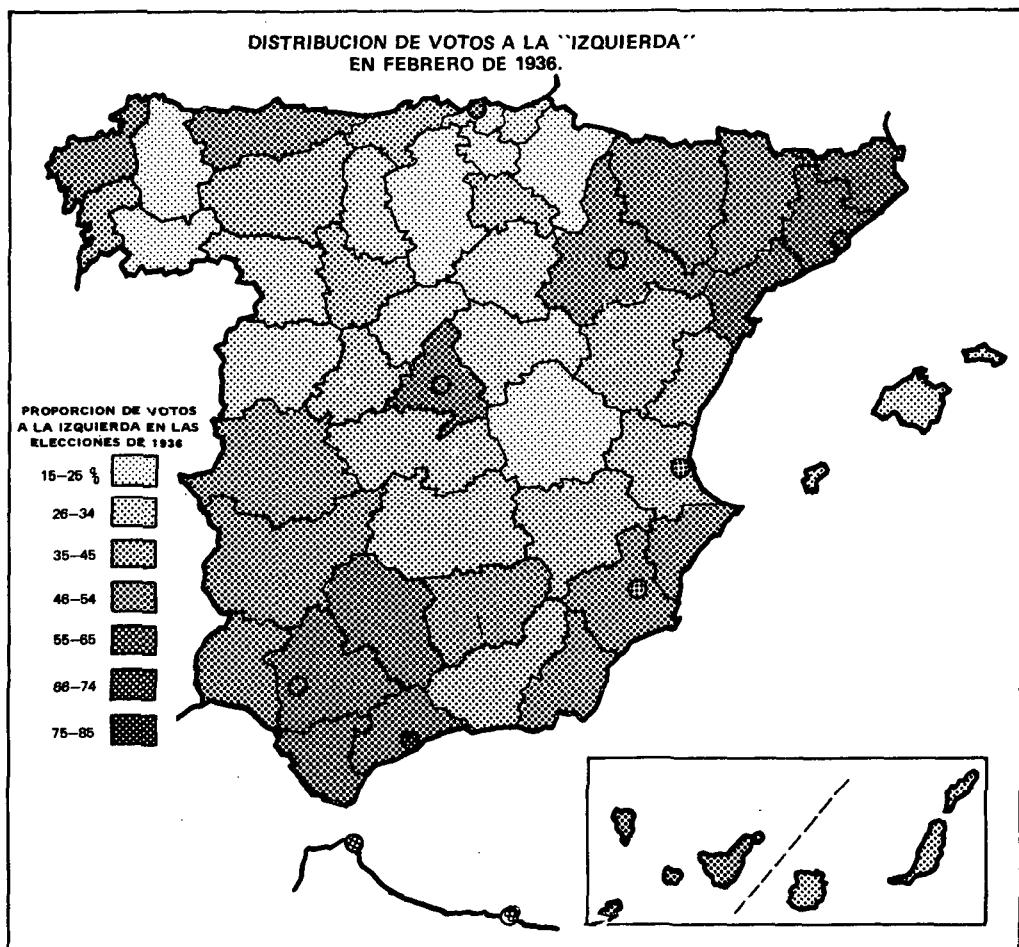 DISTRIBUCION DE VOTOS A LA "IZQUIERDA"
EN FEBRERO DE 1936.
PROPORCION DE VOTOS
A LA IZQUIERDA EN LAS
ELECCIONES DE 1936
15–25 %
26–34
35–45
46–54
55–65
66–74
75–85